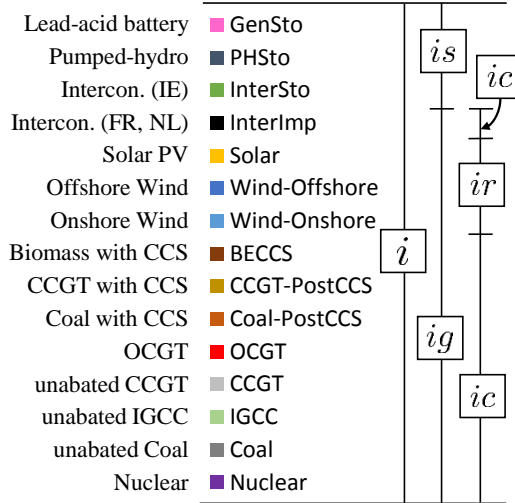 Lead-acid battery GenSto
Pumped-hydro PHSto
Intercon. (IE) InterSto
Intercon. (FR, NL) InterImp
Solar PV Solar
Offshore Wind Wind-Offshore
Onshore Wind Wind-Onshore
Biomass with CCS BECCS
CCGT with CCS CCGT-PostCCS
Coal with CCS Coal-PostCCS
OCGT OCGT
unabated CCGT CCGT
unabated IGCC IGCC
unabated Coal Coal
Nuclear Nuclear
is
ic
ir
i
ig
ic